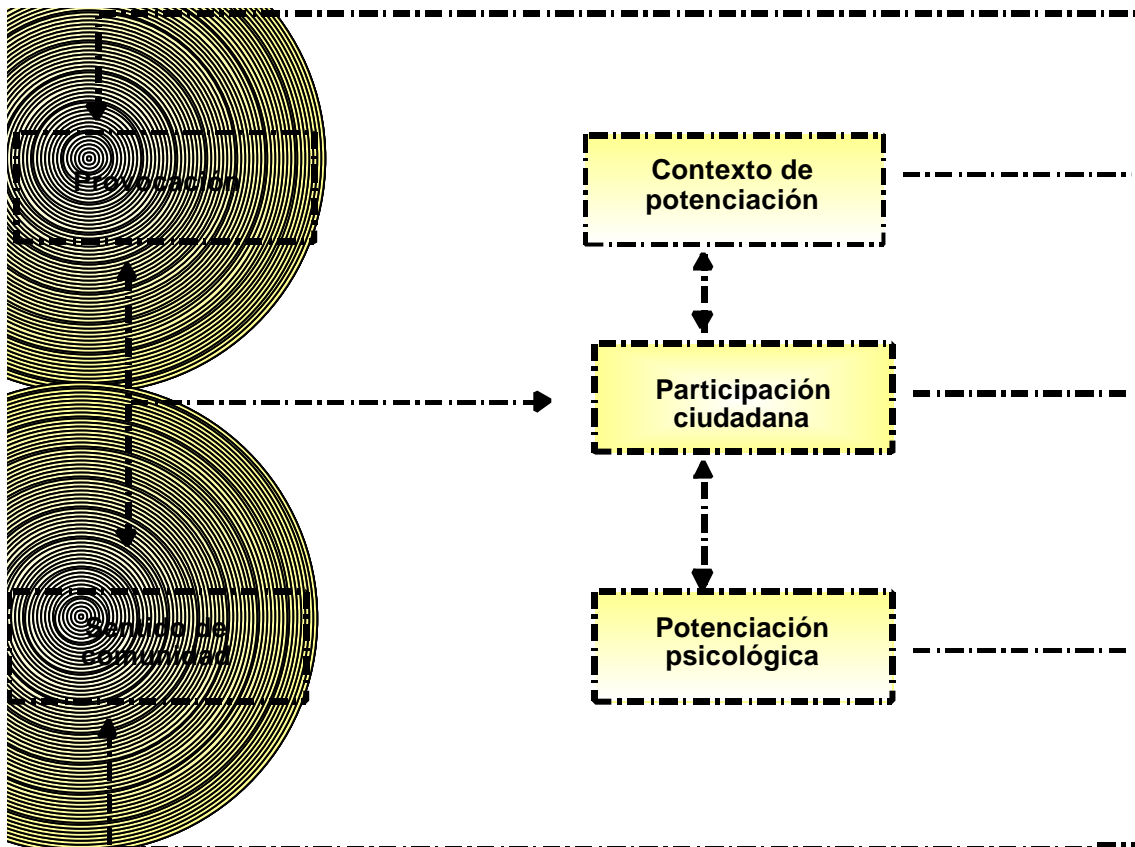 Provocación
Contexto de
potenciación
Participación
ciudadana
Sentido de
comunidad
Potenciación
psicológica